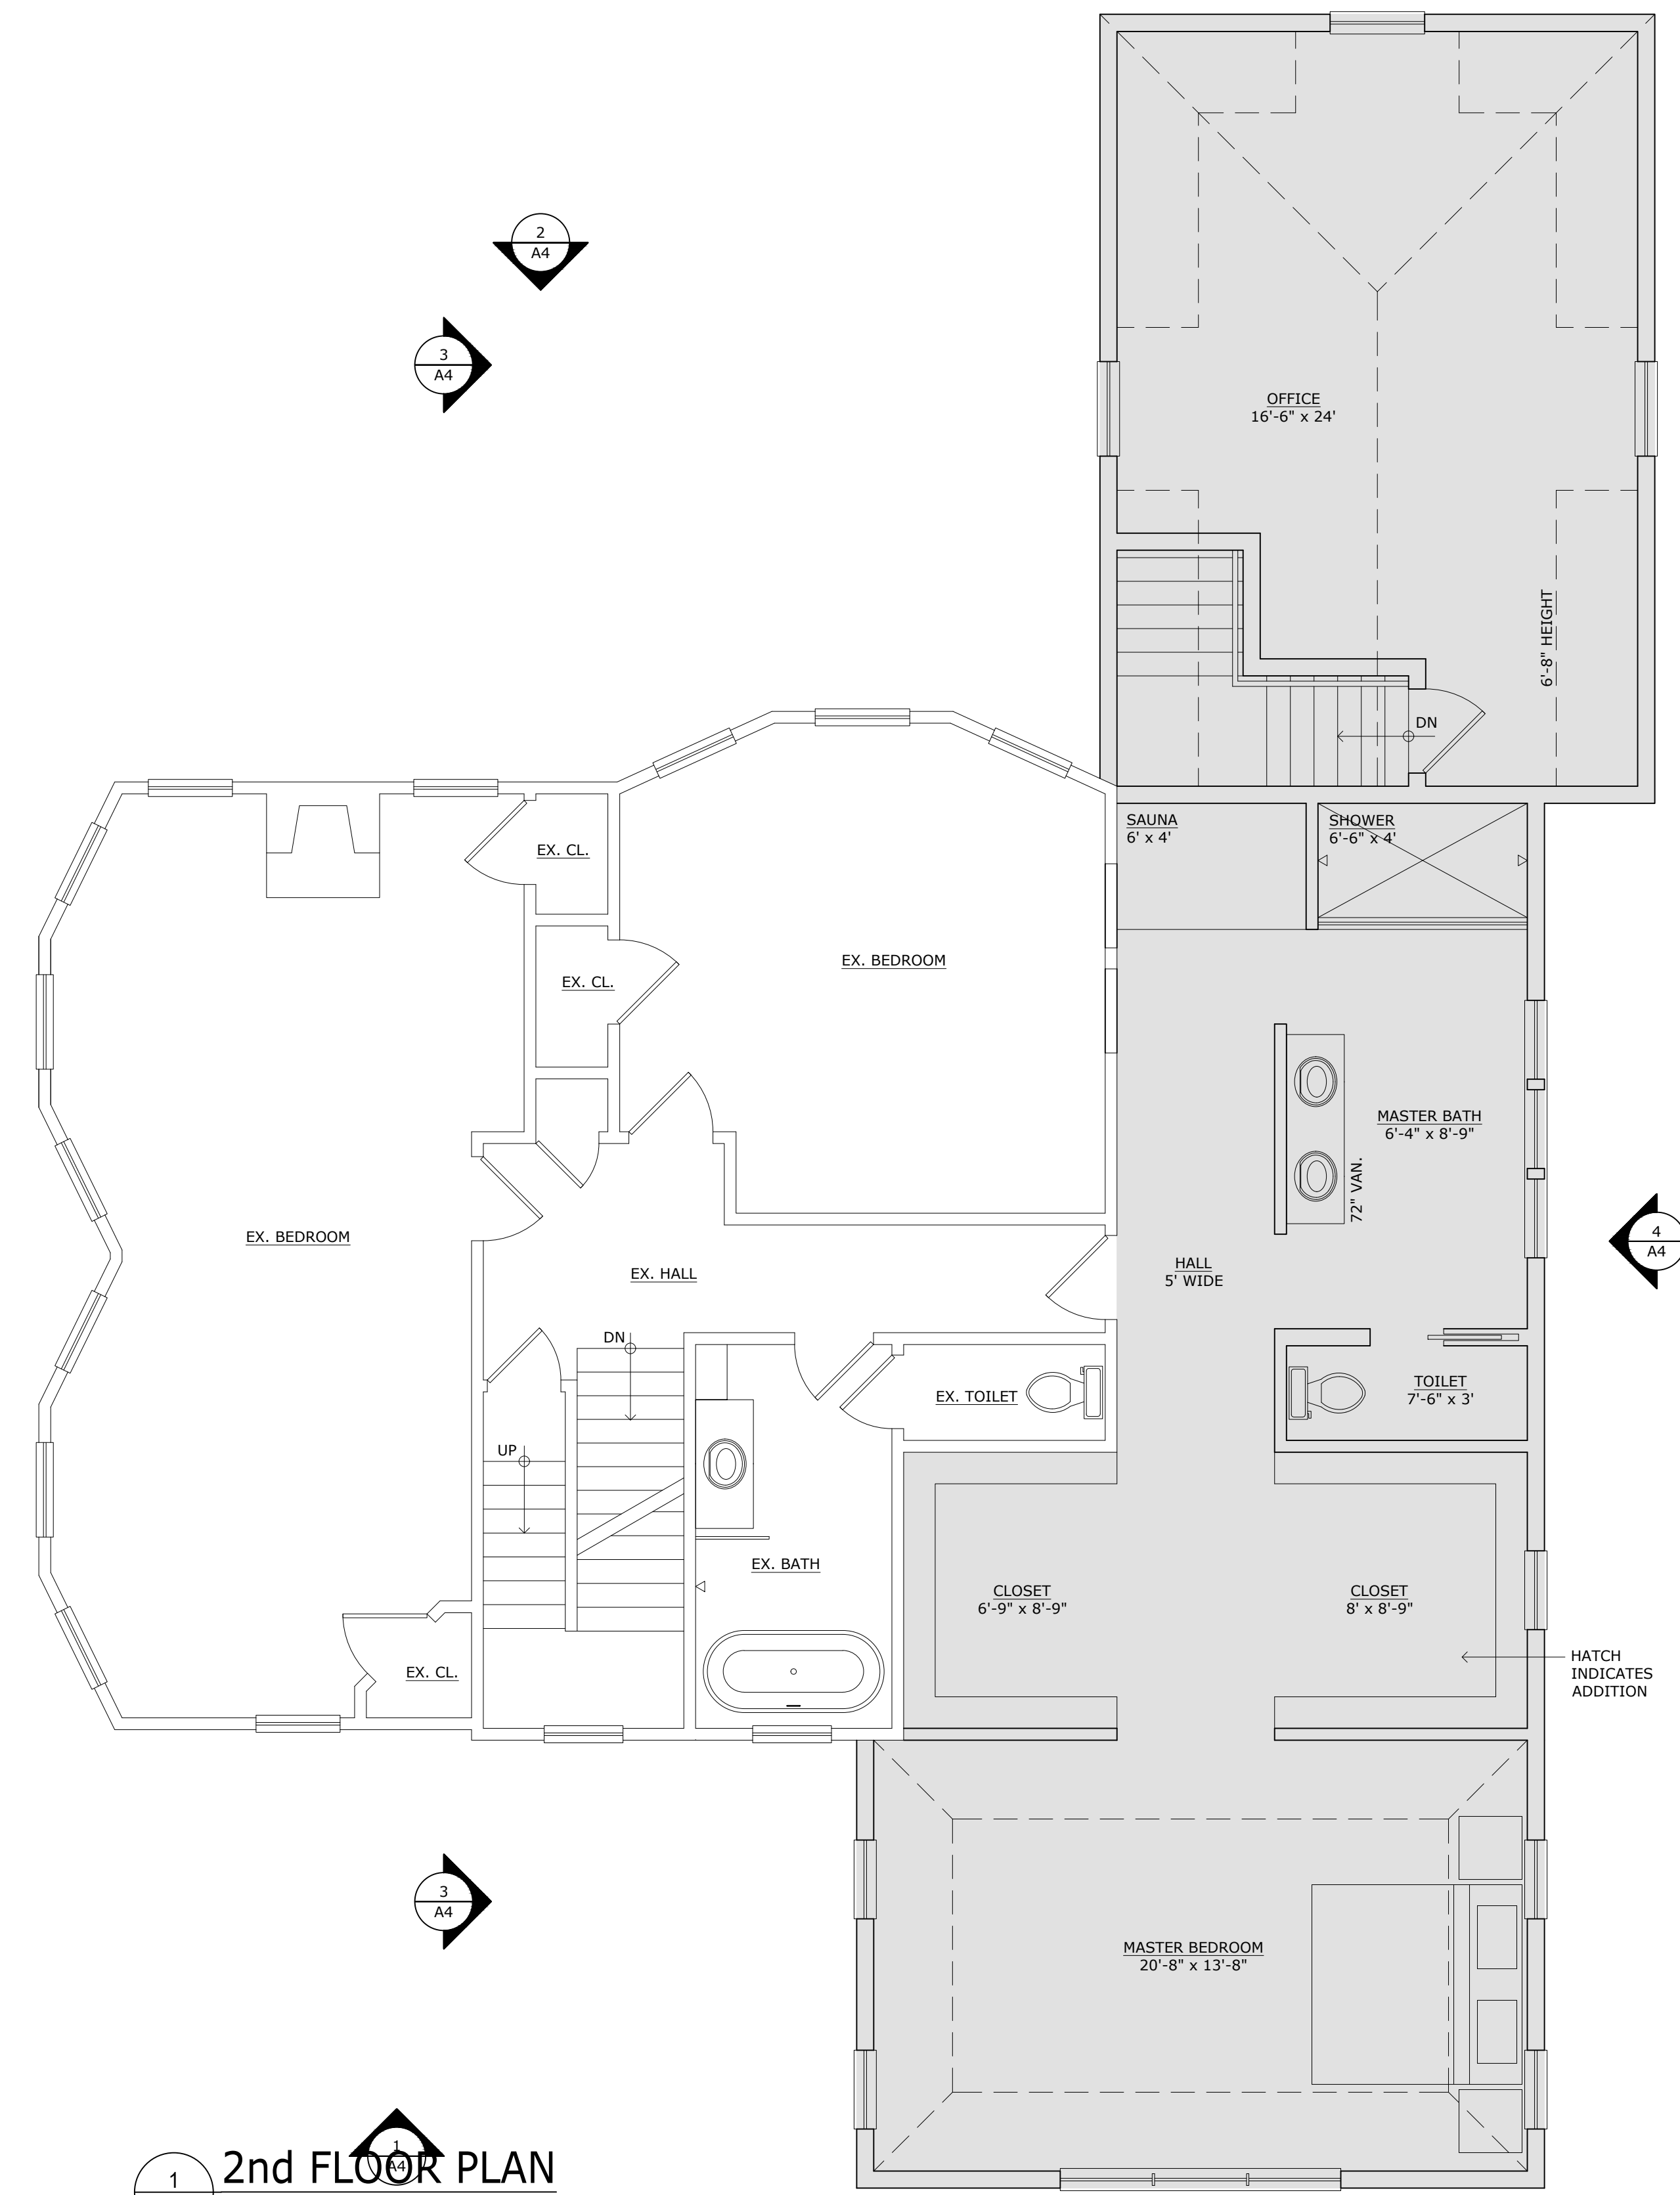 2
A4
3
A4
OFFICE
16'-6" x 24'
6'-8" HEIGHT
DN
SAUNA
6' x 4'
SHOWER
6'-6" x 4'
EX. CL.
EX. CL.
EX. BEDROOM
MASTER BATH
6'-4" x 8'-9"
72" VAN.
EX. BEDROOM
EX. HALL
HALL
5' WIDE
4
A4
DN
EX. TOILET
TOILET
7'-6" x 3'
UP
EX. BATH
CLOSET
6'-9" x 8'-9"
CLOSET
8' x 8'-9"
EX. CL.
HATCH
INDICATES
ADDITION
3
A4
MASTER BEDROOM
20'-8" x 13'-8"
1
A4
1
2nd FLOOR PLAN